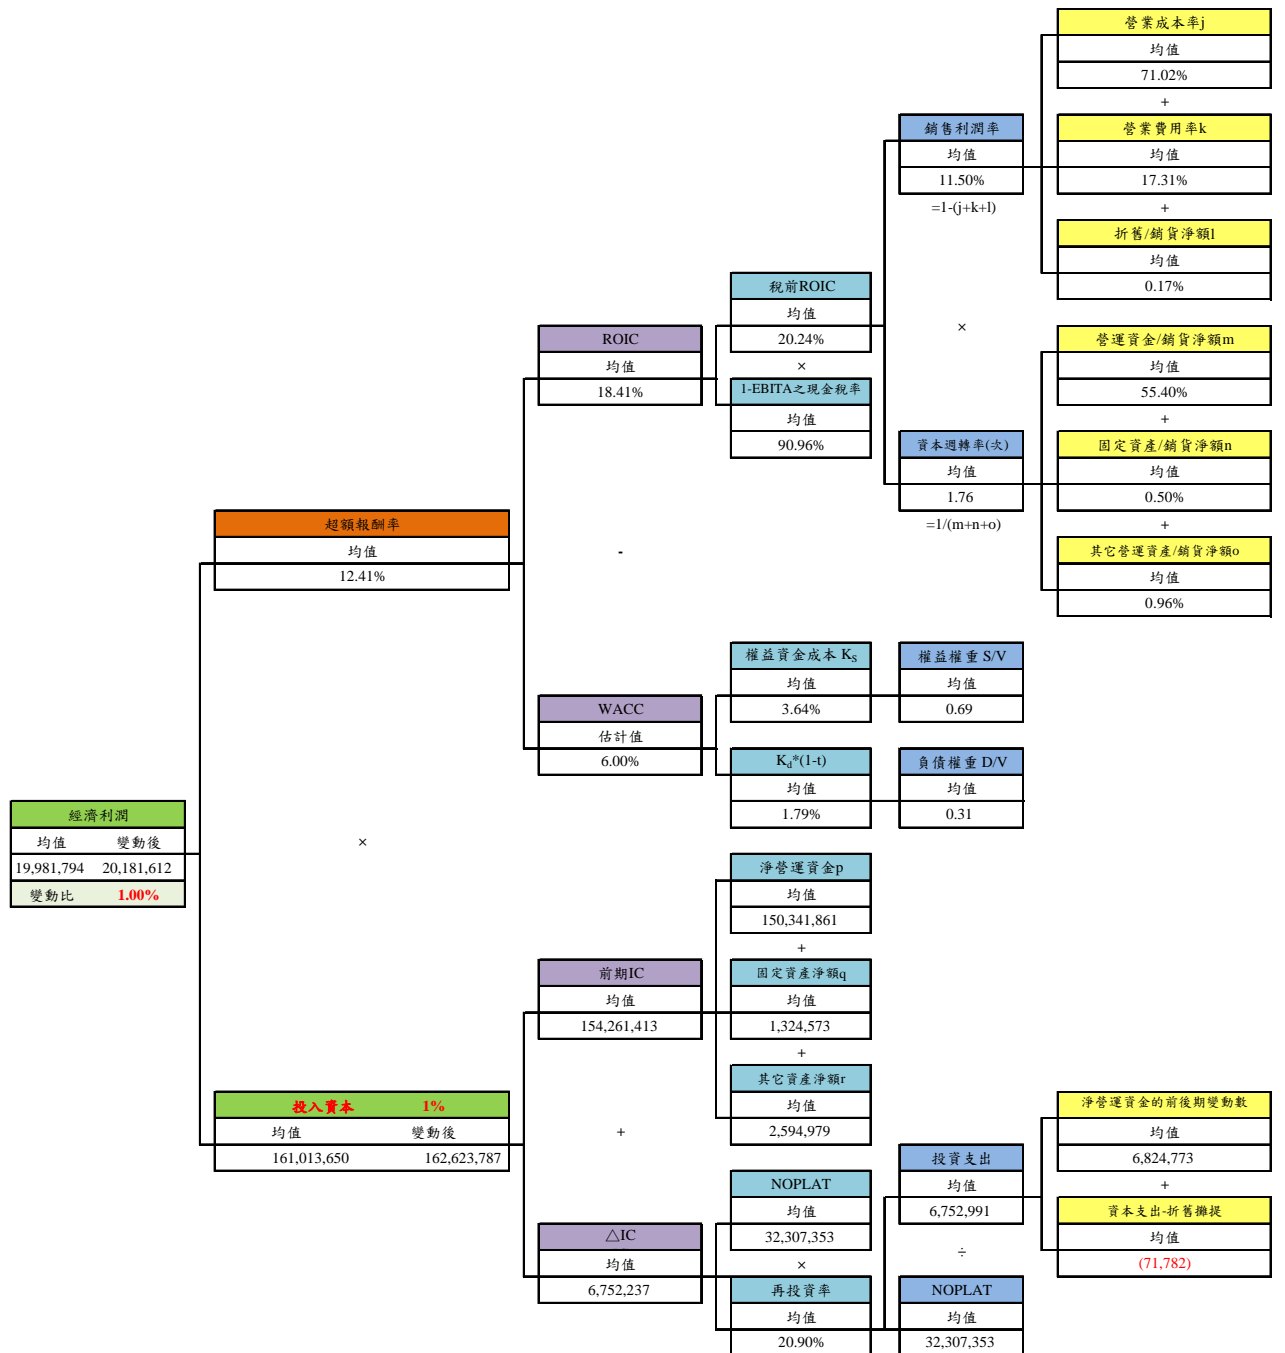 營業成本率j
均值
71.02%
+
營業費用率k
均值
17.31%
+
折舊/銷貨淨額l
均值
0.17%
銷售利潤率
均值
11.50%
=1-(j+k+l)
×
稅前ROIC
均值
20.24%
×
1-EBITA之現金稅率
均值
90.96%
ROIC
均值
18.41%
營運資金/銷貨淨額m
均值
55.40%
+
固定資產/銷貨淨額n
均值
0.50%
+
其它營運資產/銷貨淨額o
均值
0.96%
資本週轉率(次)
均值
1.76
=1/(m+n+o)
超額報酬率
均值
12.41%
-
權益資金成本 KS
均值
3.64%
權益權重 S/V
均值
0.69
WACC
估計值
6.00%
Kd*(1-t)
均值
1.79%
負債權重 D/V
均值
0.31
經濟利潤
均值 變動後
19,981,794 20,181,612
變動比 1.00%
×
淨營運資金p
均值
150,341,861
+
前期IC
均值
154,261,413
固定資產淨額q
均值
1,324,573
+
其它資產淨額r
均值
2,594,979
投入資本 1%
均值 變動後
161,013,650 162,623,787
+
NOPLAT
均值
32,307,353
×
再投資率
均值
20.90%
△IC
均值
6,752,237
投資支出
均值
6,752,991
÷
NOPLAT
均值
32,307,353
淨營運資金的前後期變動數
均值
6,824,773
+
資本支出-折舊攤提
均值
(71,782)